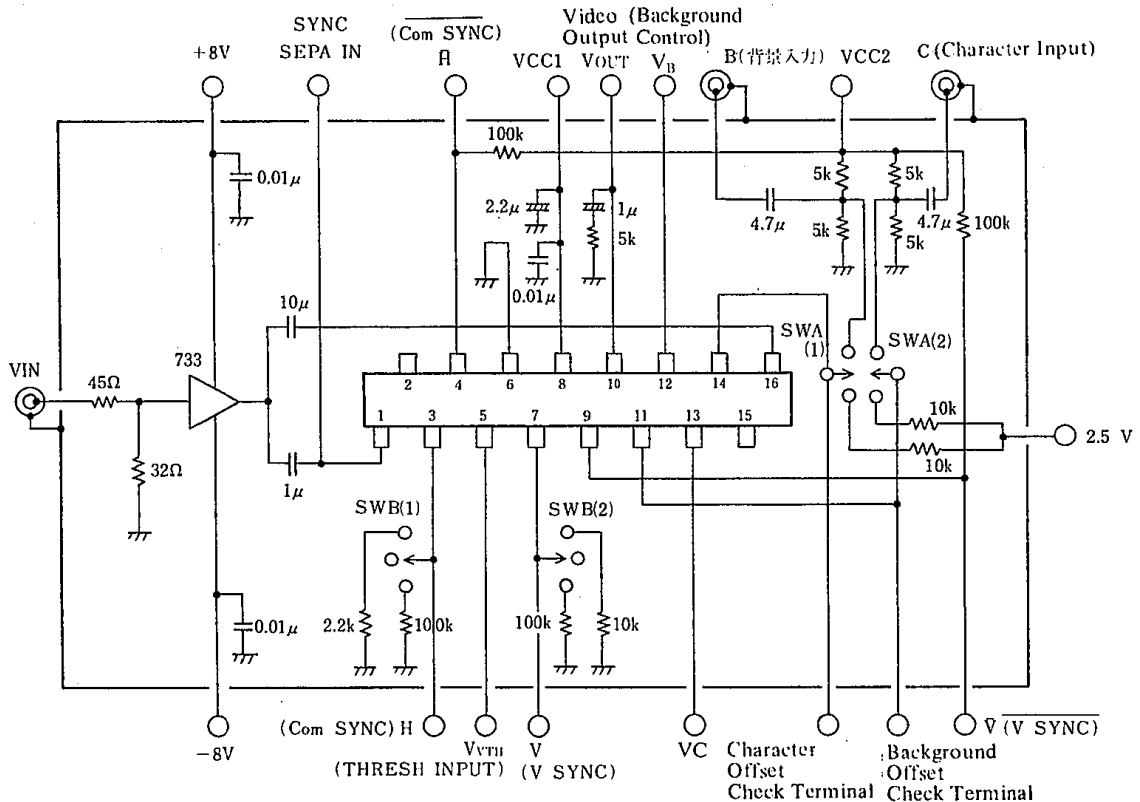 SYNC
SEPA IN
+8V
(Com SYNC)
H
VCC1
Video (Background
Output Control)
VOUT
VB
B(背景入力)
VCC2
C(Character Input)
100k
0.01μ
2.2μ
1μ
5k
0.01μ
4.7μ
5k
5k
5k
5k
4.7μ
100k
10μ
VIN
45Ω
733
32Ω
1μ
2
4
6
8
10
12
14
16
1
3
5
7
9
11
13
15
SWA
(1)
SWA(2)
10k
10k
2.5 V
SWB(1)
SWB(2)
2.2k
100k
100k
10k
0.01μ
−8V
(Com SYNC) H
VVTH
(THRESH INPUT)
V
(V SYNC)
VC
Character
Offset
Check Terminal
Background
Offset
Check Terminal
V̄ (V SYNC)